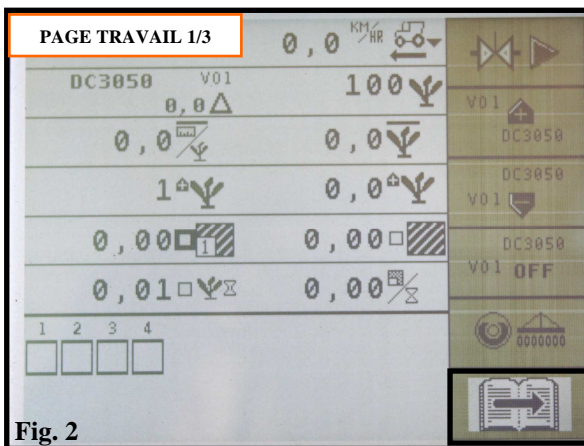 PAGE TRAVAIL 1/3
0,0 KM/HR
DC3050 V01
0,0
100
V01
DC3050
0,0
0,0
DC3050
V01
1
0,0
0,00 1
0,00
DC3050
V01 OFF
0,01
0,00
1 2 3 4
0000000
Fig. 2